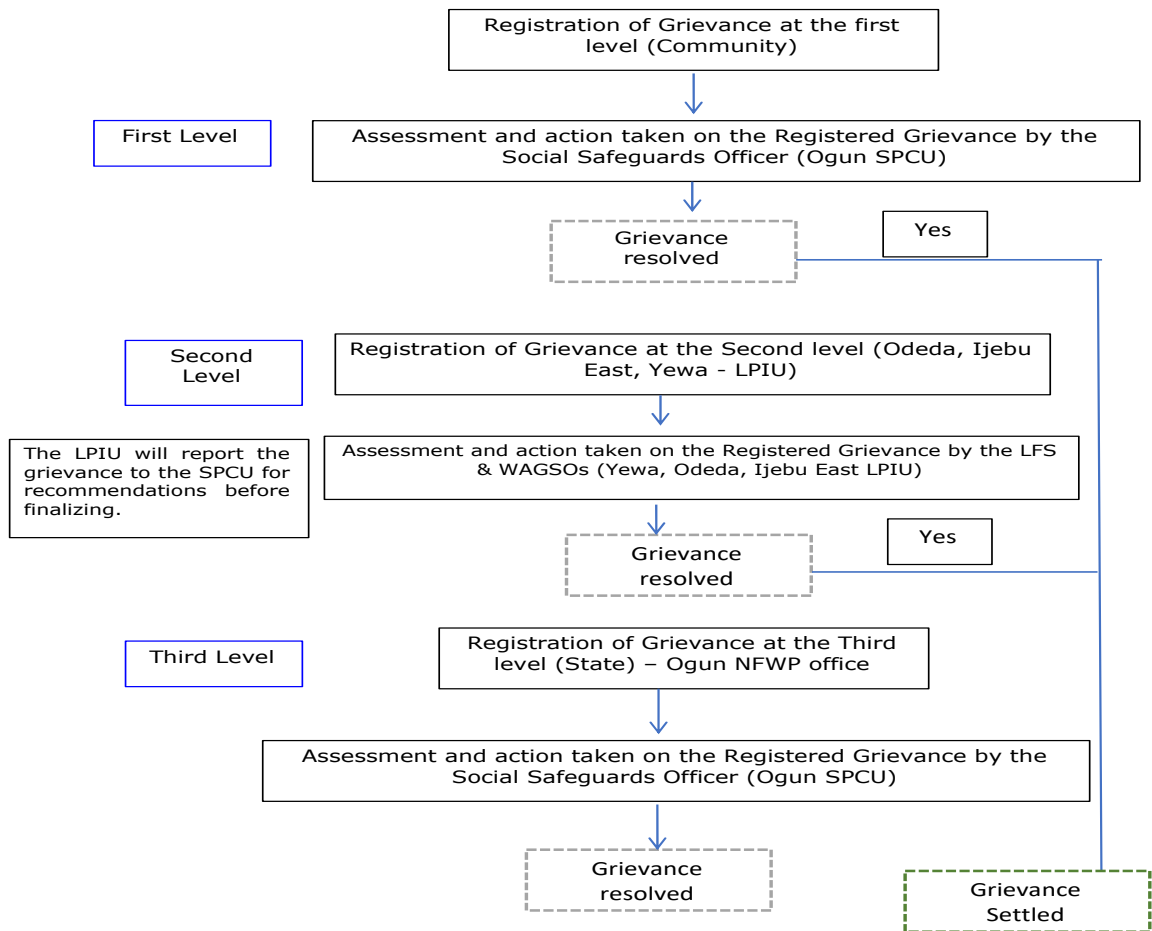 Registration of Grievance at the first
level (Community)
First Level
Assessment and action taken on the Registered Grievance by the
Social Safeguards Officer (Ogun SPCU)
Grievance
resolved
Yes
Second
Level
Registration of Grievance at the Second level (Odeda, Ijebu
East, Yewa - LPIU)
The LPIU will report the
grievance to the SPCU for
recommendations before
finalizing.
Assessment and action taken on the Registered Grievance by the LFS
& WAGSOs (Yewa, Odeda, Ijebu East LPIU)
Grievance
resolved
Yes
Third Level
Registration of Grievance at the Third
level (State) – Ogun NFWP office
Assessment and action taken on the Registered Grievance by the
Social Safeguards Officer (Ogun SPCU)
Grievance
resolved
Grievance
Settled